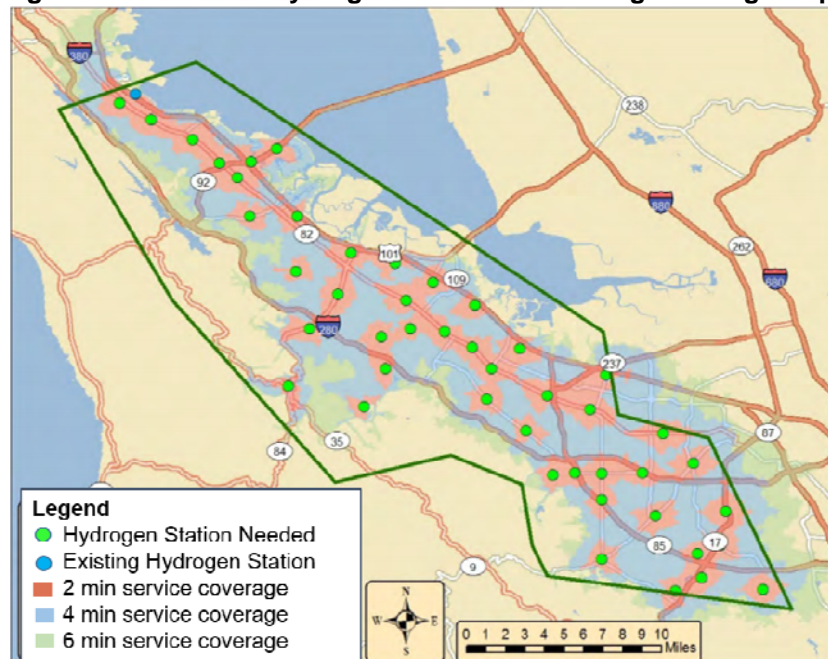 380
238
92
880
82
101
262
109
680
280
237
87
35
84
Legend
Hydrogen Station Needed
Existing Hydrogen Station
2 min service coverage
4 min service coverage
6 min service coverage
85
17
9
N
W E
S
0 1 2 3 4 5 6 7 8 9 10
Miles